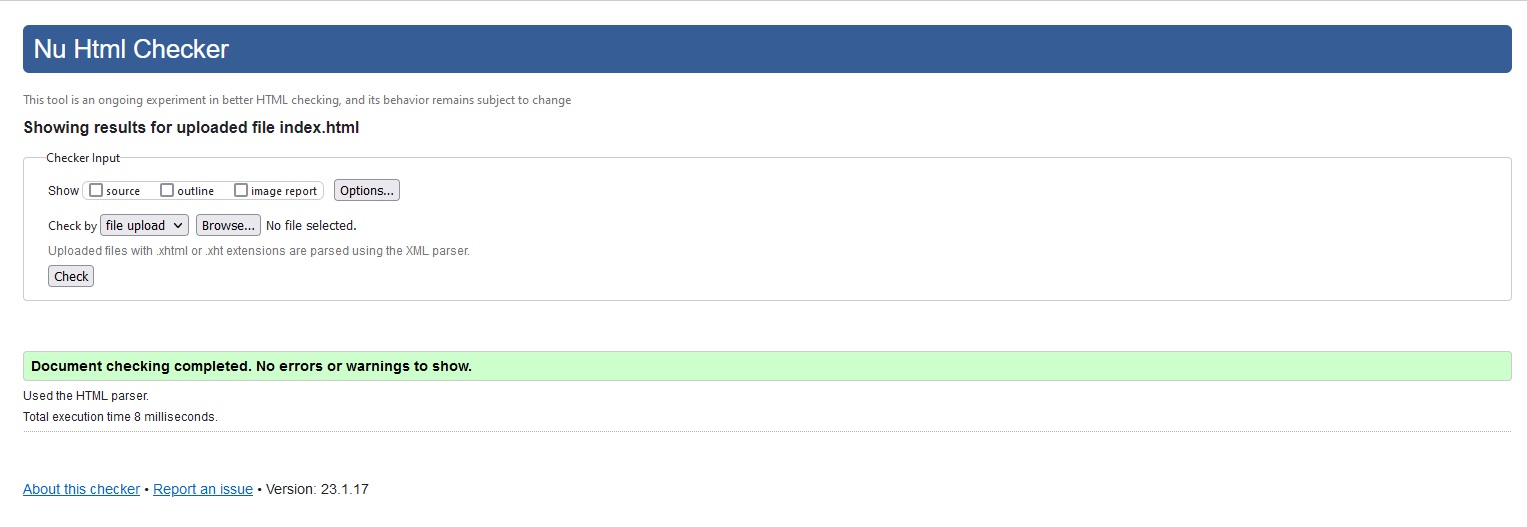 Nu Html Checker
This tool is an ongoing experiment in better HTML checking, and its behavior remains subject to change
Showing results for uploaded file index.html
Checker Input
Show source outline image report Options...
Check by file upload Browse... No file selected.
Uploaded files with .xhtml or .xht extensions are parsed using the XML parser.
Check
Document checking completed. No errors or warnings to show.
Used the HTML parser.
Total execution time 8 milliseconds.
About this checker • Report an issue • Version: 23.1.17